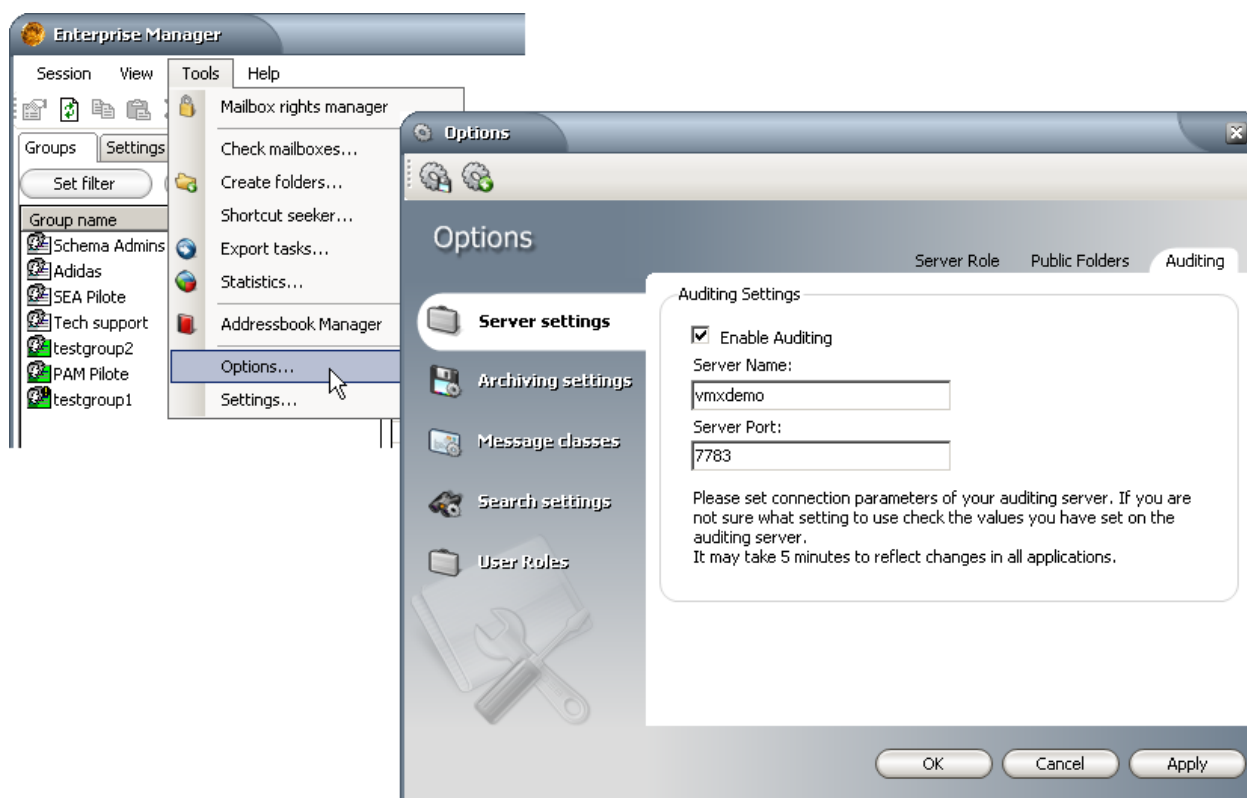 Enterprise Manager
Session View Tools Help
Groups Settings
Set filter
Group name
Schema Admins
Adidas
SEA Pilote
Tech support
testgroup2
PAM Pilote
testgroup1
Mailbox rights manager
Check mailboxes...
Create folders...
Shortcut seeker...
Export tasks...
Statistics...
Addressbook Manager
Options...
Settings...
Options
Options
Server Role Public Folders Auditing
Server settings
Archiving settings
Message classes
Search settings
User Roles
Auditing Settings
Enable Auditing
Server Name:
vmxdemo
Server Port:
7783
Please set connection parameters of your auditing server. If you are
not sure what setting to use check the values you have set on the
auditing server.
It may take 5 minutes to reflect changes in all applications.
OK Cancel Apply